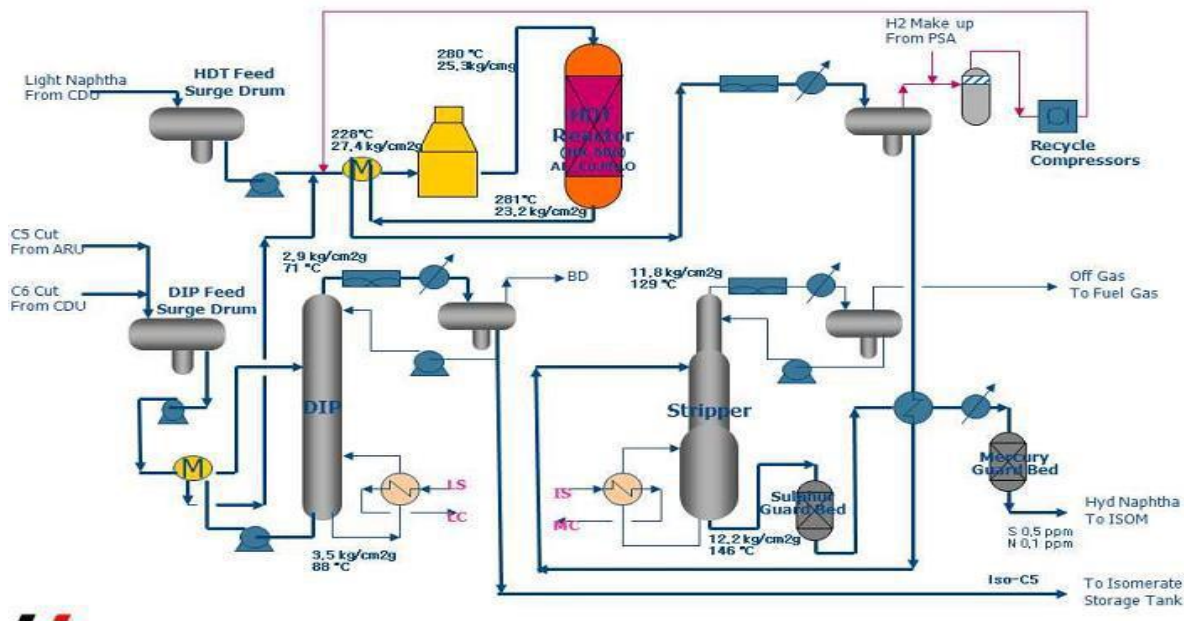 H2 Make up
From PSA
280 °C
25,3kg/cmg
Light Naphtha
From CDU
HDT Feed
Surge Drum
HDT
Reactor
228°C
27,4 kg/cm2g
M
Recycle
Compressors
281°C
23,2 kg/cm2g
C5 Cut
From ARU
2,9 kg/cm2g
71 °C
BD
11,8 kg/cm2g
129 °C
Off Gas
To Fuel Gas
C6 Cut
From CDU
DIP Feed
Surge Drum
DIP
Stripper
M
Mercury
Guard Bed
LS
LC
IS
MC
Sulphur
Guard Bed
Hyd Naphtha
To ISOM
S 0,5 ppm
N 0,1 ppm
12,2 kg/cm2g
146 °C
3,5 kg/cm2g
88 °C
Iso-C5
To Isomerate
Storage Tank